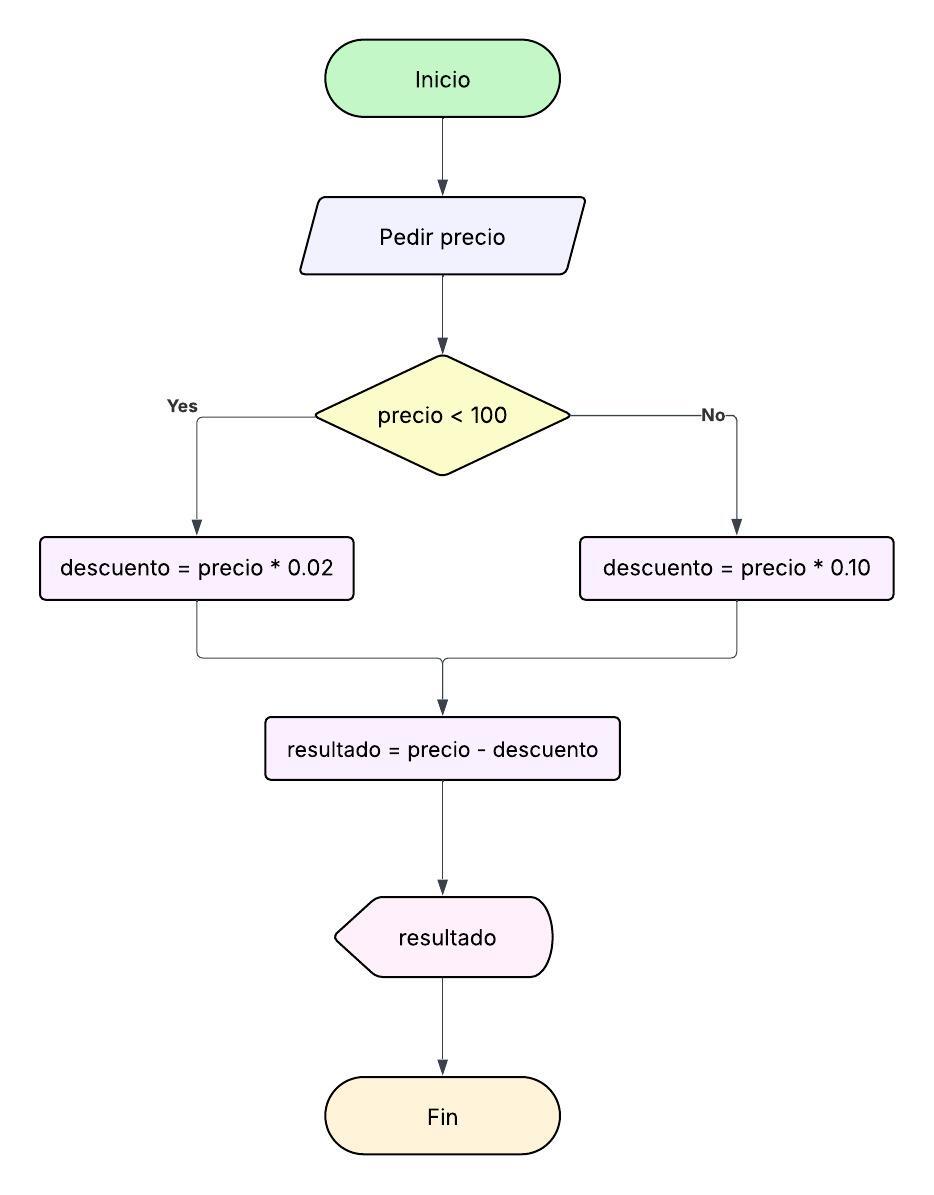 Inicio
Pedir precio
precio < 100
Yes
No
descuento = precio * 0.02
descuento = precio * 0.10
resultado = precio - descuento
resultado
Fin